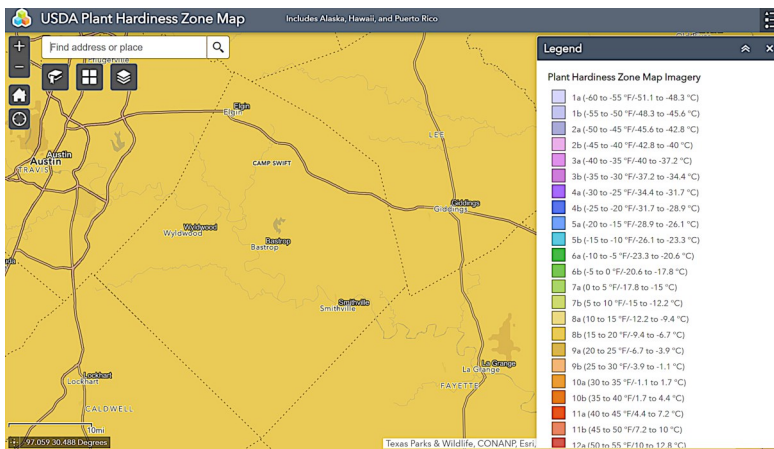 USDA Plant Hardiness Zone Map
Includes Alaska, Hawaii, and Puerto Rico
Find address or place
Legend
Plant Hardiness Zone Map Imagery
1a (-60 to -55 °F/-51.1 to -48.3 °C)
1b (-55 to -50 °F/-48.3 to -45.6 °C)
2a (-50 to -45 °F/-45.6 to -42.8 °C)
2b (-45 to -40 °F/-42.8 to -40 °C)
3a (-40 to -35 °F/-40 to -37.2 °C)
3b (-35 to -30 °F/-37.2 to -34.4 °C)
4a (-30 to -25 °F/-34.4 to -31.7 °C)
4b (-25 to -20 °F/-31.7 to -28.9 °C)
5a (-20 to -15 °F/-28.9 to -26.1 °C)
5b (-15 to -10 °F/-26.1 to -23.3 °C)
6a (-10 to -5 °F/-23.3 to -20.6 °C)
6b (-5 to 0 °F/-20.6 to -17.8 °C)
7a (0 to 5 °F/-17.8 to -15 °C)
7b (5 to 10 °F/-15 to -12.2 °C)
8a (10 to 15 °F/-12.2 to -9.4 °C)
8b (15 to 20 °F/-9.4 to -6.7 °C)
9a (20 to 25 °F/-6.7 to -3.9 °C)
9b (25 to 30 °F/-3.9 to -1.1 °C)
10a (30 to 35 °F/-1.1 to 1.7 °C)
10b (35 to 40 °F/1.7 to 4.4 °C)
11a (40 to 45 °F/4.4 to 7.2 °C)
11b (45 to 50 °F/7.2 to 10 °C)
12a (50 to 55 °F/10 to 12.8 °C)
Elgin
Elgin
LEE
Austin
Austin
TRAVIS
CAMP SWIFT
Giddings
Giddings
Wyldwood
Wyldwood
Bastrop
Bastrop
Smithville
Smithville
La Grange
La Grange
FAYETTE
Lockhart
Lockhart
CALDWELL
10mi
-97.059 30.488 Degrees
Texas Parks & Wildlife, CONANP, Esri,